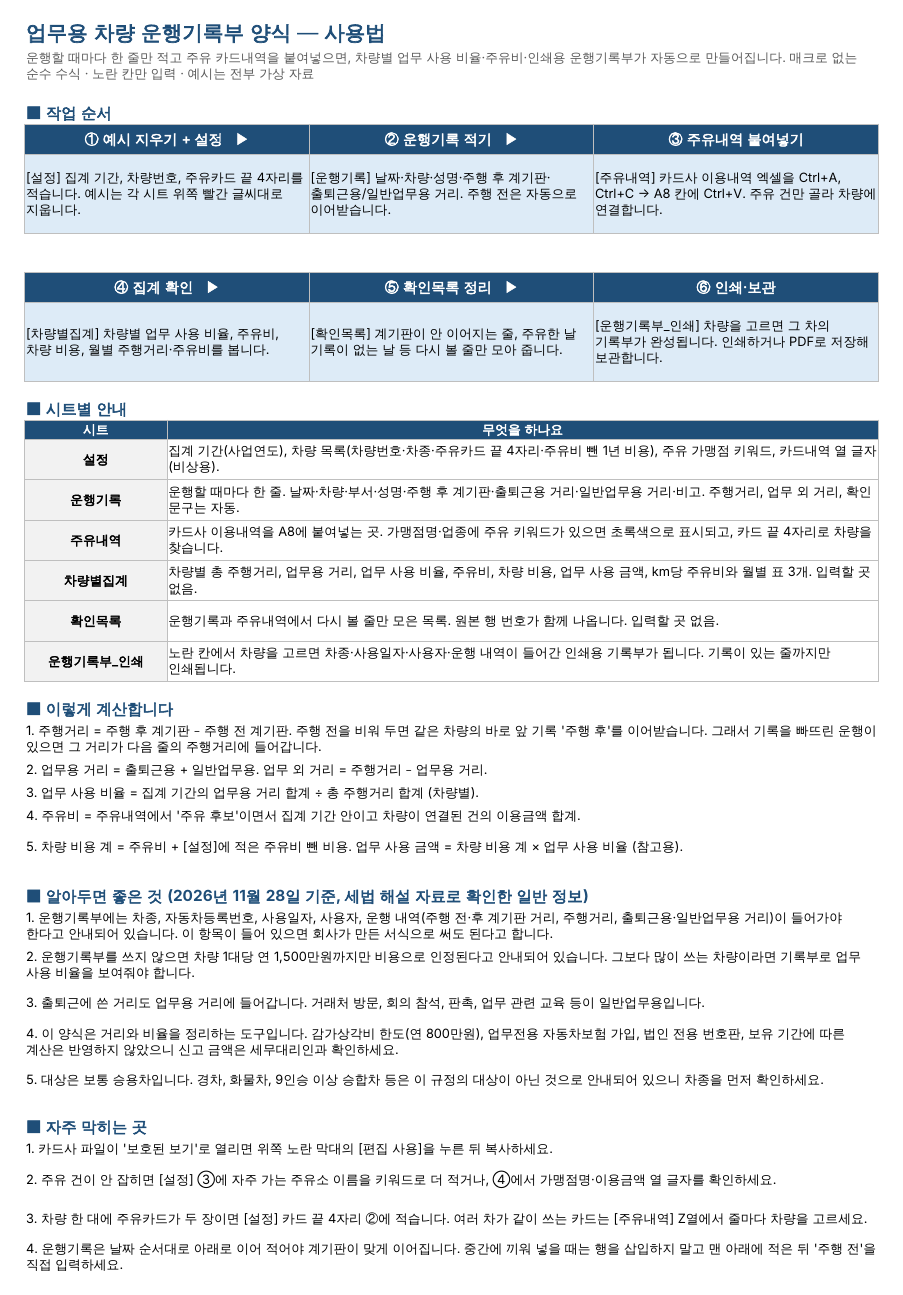 업무용 차량 운행기록부 양식 — 사용법
운행할 때마다 한 줄만 적고 주유 카드내역을 붙여넣으면, 차량별 업무 사용 비율·주유비·인쇄용 운행기록부가 자동으로 만들어집니다. 매크로 없는
순수 수식 · 노란 칸만 입력 · 예시는 전부 가상 자료
■ 작업 순서
① 예시 지우기 + 설정 ▶
② 운행기록 적기 ▶
③ 주유내역 붙여넣기
[설정] 집계 기간, 차량번호, 주유카드 끝 4자리를
적습니다. 예시는 각 시트 위쪽 빨간 글씨대로
지웁니다.
[운행기록] 날짜·차량·성명·주행 후 계기판·
출퇴근용/일반업무용 거리. 주행 전은 자동으로
이어받습니다.
[주유내역] 카드사 이용내역 엑셀을 Ctrl+A,
Ctrl+C → A8 칸에 Ctrl+V. 주유 건만 골라 차량에
연결합니다.
④ 집계 확인 ▶
⑤ 확인목록 정리 ▶
⑥ 인쇄·보관
[차량별집계] 차량별 업무 사용 비율, 주유비,
차량 비용, 월별 주행거리·주유비를 봅니다.
[확인목록] 계기판이 안 이어지는 줄, 주유한 날
기록이 없는 날 등 다시 볼 줄만 모아 줍니다.
[운행기록부_인쇄] 차량을 고르면 그 차의
기록부가 완성됩니다. 인쇄하거나 PDF로 저장해
보관합니다.
■ 시트별 안내
시트
무엇을 하나요
설정
집계 기간(사업연도), 차량 목록(차량번호·차종·주유카드 끝 4자리·주유비 뺀 1년 비용), 주유 가맹점 키워드, 카드내역 열 글자
(비상용).
운행기록
운행할 때마다 한 줄. 날짜·차량·부서·성명·주행 후 계기판·출퇴근용 거리·일반업무용 거리·비고. 주행거리, 업무 외 거리, 확인
문구는 자동.
주유내역
카드사 이용내역을 A8에 붙여넣는 곳. 가맹점명·업종에 주유 키워드가 있으면 초록색으로 표시되고, 카드 끝 4자리로 차량을
찾습니다.
차량별집계
차량별 총 주행거리, 업무용 거리, 업무 사용 비율, 주유비, 차량 비용, 업무 사용 금액, km당 주유비와 월별 표 3개. 입력할 곳
없음.
확인목록
운행기록과 주유내역에서 다시 볼 줄만 모은 목록. 원본 행 번호가 함께 나옵니다. 입력할 곳 없음.
운행기록부_인쇄
노란 칸에서 차량을 고르면 차종·사용일자·사용자·운행 내역이 들어간 인쇄용 기록부가 됩니다. 기록이 있는 줄까지만
인쇄됩니다.
■ 이렇게 계산합니다
1. 주행거리 = 주행 후 계기판 - 주행 전 계기판. 주행 전을 비워 두면 같은 차량의 바로 앞 기록 '주행 후'를 이어받습니다. 그래서 기록을 빠뜨린 운행이
있으면 그 거리가 다음 줄의 주행거리에 들어갑니다.
2. 업무용 거리 = 출퇴근용 + 일반업무용. 업무 외 거리 = 주행거리 - 업무용 거리.
3. 업무 사용 비율 = 집계 기간의 업무용 거리 합계 ÷ 총 주행거리 합계 (차량별).
4. 주유비 = 주유내역에서 '주유 후보'이면서 집계 기간 안이고 차량이 연결된 건의 이용금액 합계.
5. 차량 비용 계 = 주유비 + [설정]에 적은 주유비 뺀 비용. 업무 사용 금액 = 차량 비용 계 × 업무 사용 비율 (참고용).
■ 알아두면 좋은 것 (2026년 11월 28일 기준, 세법 해설 자료로 확인한 일반 정보)
1. 운행기록부에는 차종, 자동차등록번호, 사용일자, 사용자, 운행 내역(주행 전·후 계기판 거리, 주행거리, 출퇴근용·일반업무용 거리)이 들어가야
한다고 안내되어 있습니다. 이 항목이 들어 있으면 회사가 만든 서식으로 써도 된다고 합니다.
2. 운행기록부를 쓰지 않으면 차량 1대당 연 1,500만원까지만 비용으로 인정된다고 안내되어 있습니다. 그보다 많이 쓰는 차량이라면 기록부로 업무
사용 비율을 보여줘야 합니다.
3. 출퇴근에 쓴 거리도 업무용 거리에 들어갑니다. 거래처 방문, 회의 참석, 판촉, 업무 관련 교육 등이 일반업무용입니다.
4. 이 양식은 거리와 비율을 정리하는 도구입니다. 감가상각비 한도(연 800만원), 업무전용 자동차보험 가입, 법인 전용 번호판, 보유 기간에 따른
계산은 반영하지 않았으니 신고 금액은 세무대리인과 확인하세요.
5. 대상은 보통 승용차입니다. 경차, 화물차, 9인승 이상 승합차 등은 이 규정의 대상이 아닌 것으로 안내되어 있으니 차종을 먼저 확인하세요.
■ 자주 막히는 곳
1. 카드사 파일이 '보호된 보기'로 열리면 위쪽 노란 막대의 [편집 사용]을 누른 뒤 복사하세요.
2. 주유 건이 안 잡히면 [설정] ③에 자주 가는 주유소 이름을 키워드로 더 적거나, ④에서 가맹점명·이용금액 열 글자를 확인하세요.
3. 차량 한 대에 주유카드가 두 장이면 [설정] 카드 끝 4자리 ②에 적습니다. 여러 차가 같이 쓰는 카드는 [주유내역] Z열에서 줄마다 차량을 고르세요.
4. 운행기록은 날짜 순서대로 아래로 이어 적어야 계기판이 맞게 이어집니다. 중간에 끼워 넣을 때는 행을 삽입하지 말고 맨 아래에 적은 뒤 '주행 전'을
직접 입력하세요.